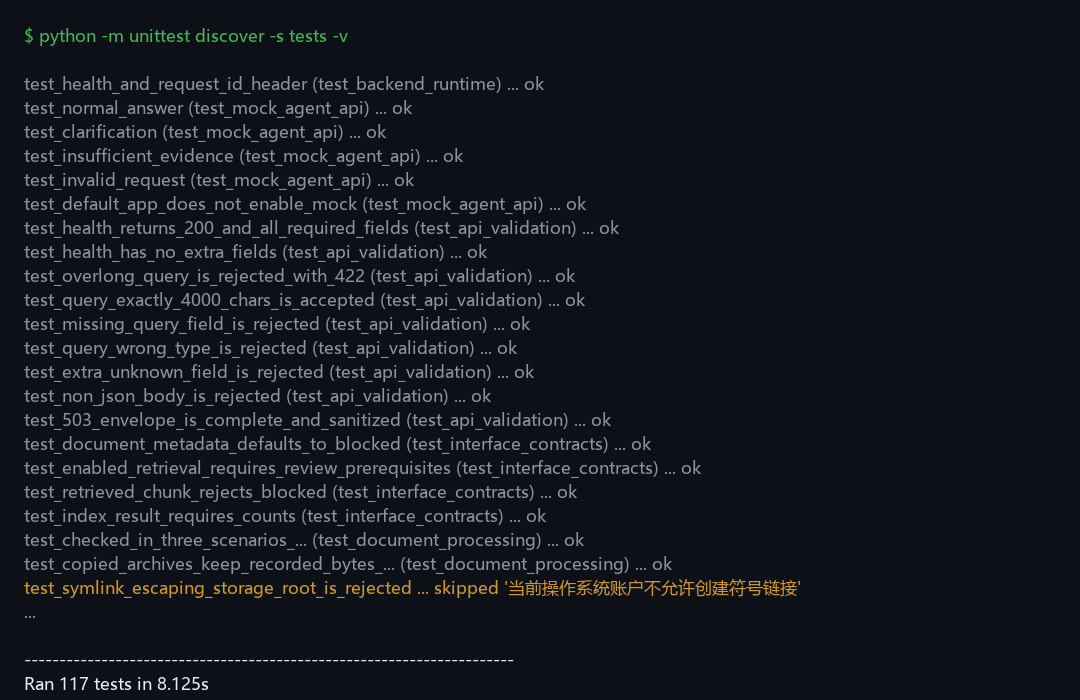 $ python -m unittest discover -s tests -v
test_health_and_request_id_header (test_backend_runtime) ... ok
test_normal_answer (test_mock_agent_api) ... ok
test_clarification (test_mock_agent_api) ... ok
test_insufficient_evidence (test_mock_agent_api) ... ok
test_invalid_request (test_mock_agent_api) ... ok
test_default_app_does_not_enable_mock (test_mock_agent_api) ... ok
test_health_returns_200_and_all_required_fields (test_api_validation) ... ok
test_health_has_no_extra_fields (test_api_validation) ... ok
test_overlong_query_is_rejected_with_422 (test_api_validation) ... ok
test_query_exactly_4000_chars_is_accepted (test_api_validation) ... ok
test_missing_query_field_is_rejected (test_api_validation) ... ok
test_query_wrong_type_is_rejected (test_api_validation) ... ok
test_extra_unknown_field_is_rejected (test_api_validation) ... ok
test_non_json_body_is_rejected (test_api_validation) ... ok
test_503_envelope_is_complete_and_sanitized (test_api_validation) ... ok
test_document_metadata_defaults_to_blocked (test_interface_contracts) ... ok
test_enabled_retrieval_requires_review_prerequisites (test_interface_contracts) ... ok
test_retrieved_chunk_rejects_blocked (test_interface_contracts) ... ok
test_index_result_requires_counts (test_interface_contracts) ... ok
test_checked_in_three_scenarios_... (test_document_processing) ... ok
test_copied_archives_keep_recorded_bytes_... (test_document_processing) ... ok
test_symlink_escaping_storage_root_is_rejected ... skipped '当前操作系统账户不允许创建符号链接'
...
----------------------------------------------------------------------
Ran 117 tests in 8.125s